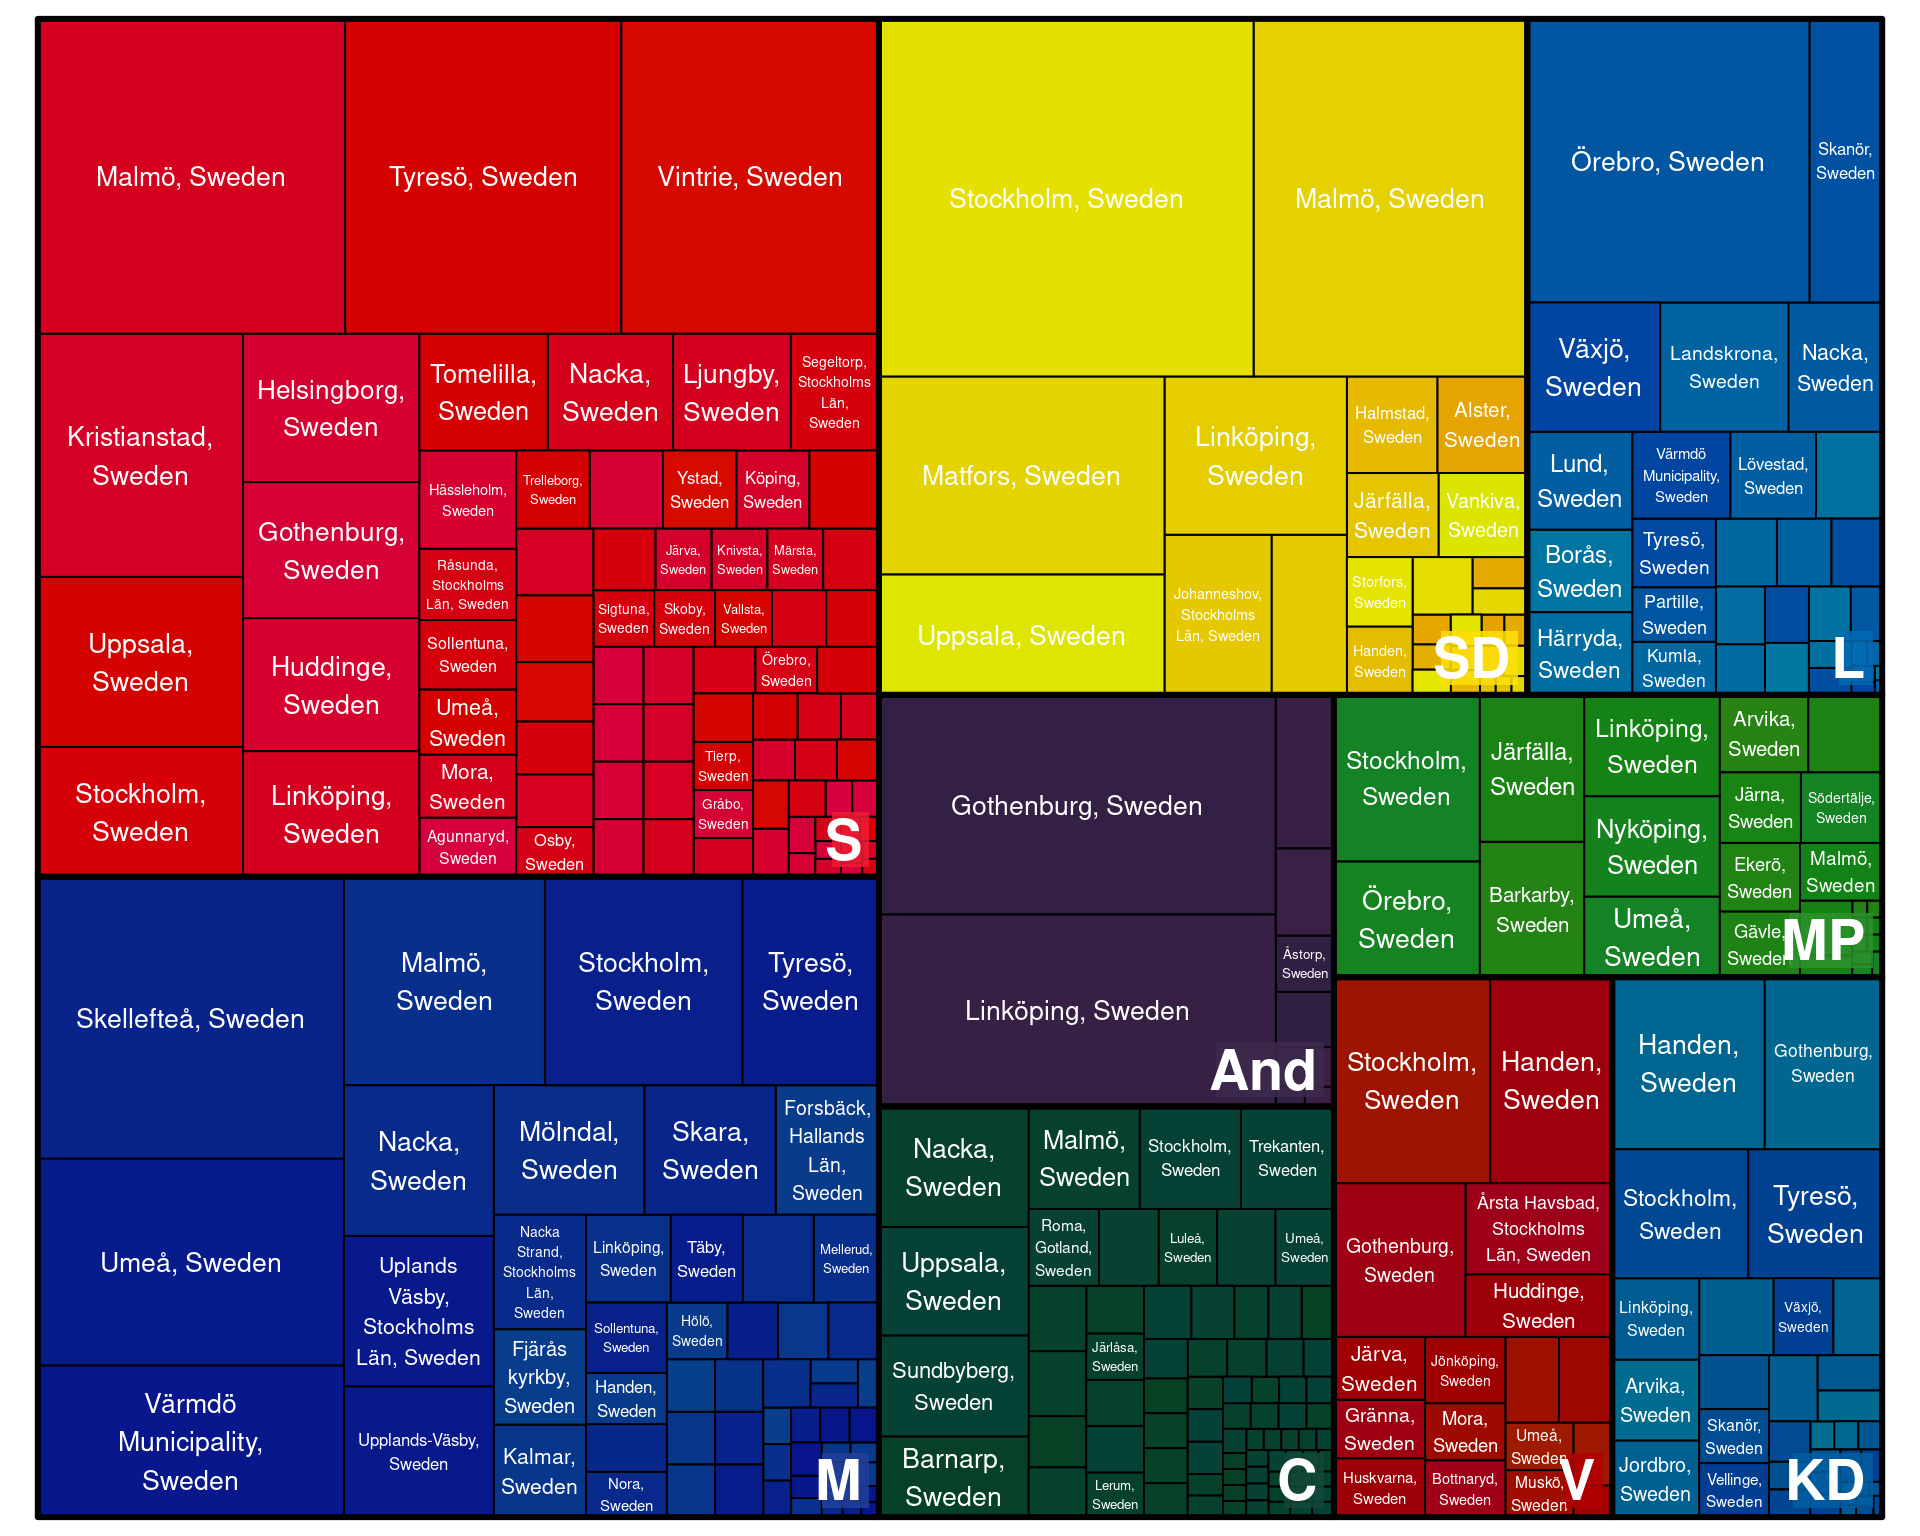 Malmö, Sweden
Tyresö, Sweden
Vintrie, Sweden
Kristianstad,
Sweden
Uppsala,
Sweden
Stockholm,
Sweden
Helsingborg,
Sweden
Gothenburg,
Sweden
Huddinge,
Sweden
Linköping,
Sweden
Tomelilla,
Sweden
Nacka,
Sweden
Ljungby,
Sweden
Segeltorp,
Stockholms
Län,
Sweden
Hässleholm,
Sweden
Råsunda,
Stockholms
Län, Sweden
Sollentuna,
Sweden
Umeå,
Sweden
Mora,
Sweden
Agunnaryd,
Sweden
Trelleborg,
Sweden
Ystad,
Sweden
Köping,
Sweden
Järva,
Sweden
Knivsta,
Sweden
Märsta,
Sweden
Sigtuna,
Sweden
Skoby,
Sweden
Vallsta,
Sweden
Örebro,
Sweden
Tierp,
Sweden
Gråbo,
Sweden
Osby,
Sweden
S
Stockholm, Sweden
Malmö, Sweden
Matfors, Sweden
Uppsala, Sweden
Linköping,
Sweden
Johanneshov,
Stockholms
Län, Sweden
Halmstad,
Sweden
Alster,
Sweden
Järfälla,
Sweden
Vankiva,
Sweden
Storfors,
Sweden
Handen,
Sweden
SD
Örebro, Sweden
Skanör,
Sweden
Växjö,
Sweden
Landskrona,
Sweden
Nacka,
Sweden
Lund,
Sweden
Borås,
Sweden
Härryda,
Sweden
Värmdö
Municipality,
Sweden
Lövestad,
Sweden
Tyresö,
Sweden
Partille,
Sweden
Kumla,
Sweden
L
Skellefteå, Sweden
Umeå, Sweden
Värmdö
Municipality,
Sweden
Malmö,
Sweden
Stockholm,
Sweden
Tyresö,
Sweden
Nacka,
Sweden
Uplands
Väsby,
Stockholms
Län, Sweden
Upplands-Väsby,
Sweden
Mölndal,
Sweden
Skara,
Sweden
Forsbäck,
Hallands
Län,
Sweden
Nacka
Strand,
Stockholms
Län,
Sweden
Fjärås
kyrkby,
Sweden
Kalmar,
Sweden
Linköping,
Sweden
Täby,
Sweden
Mellerud,
Sweden
Sollentuna,
Sweden
Hölö,
Sweden
Handen,
Sweden
Nora,
Sweden
M
Gothenburg, Sweden
Linköping, Sweden
Åstorp,
Sweden
And
Nacka,
Sweden
Uppsala,
Sweden
Sundbyberg,
Sweden
Barnarp,
Sweden
Malmö,
Sweden
Stockholm,
Sweden
Trekanten,
Sweden
Roma,
Gotland,
Sweden
Luleå,
Sweden
Umeå,
Sweden
Järlåsa,
Sweden
Lerum,
Sweden
C
Stockholm,
Sweden
Örebro,
Sweden
Järfälla,
Sweden
Barkarby,
Sweden
Linköping,
Sweden
Nyköping,
Sweden
Umeå,
Sweden
Arvika,
Sweden
Järna,
Sweden
Södertälje,
Sweden
Ekerö,
Sweden
Malmö,
Sweden
Gävle,
Sweden
MP
Stockholm,
Sweden
Handen,
Sweden
Gothenburg,
Sweden
Årsta Havsbad,
Stockholms
Län, Sweden
Huddinge,
Sweden
Järva,
Sweden
Gränna,
Sweden
Huskvarna,
Sweden
Jönköping,
Sweden
Mora,
Sweden
Bottnaryd,
Sweden
Umeå,
Sweden
Muskö,
Sweden
V
Handen,
Sweden
Gothenburg,
Sweden
Stockholm,
Sweden
Tyresö,
Sweden
Linköping,
Sweden
Växjö,
Sweden
Arvika,
Sweden
Jordbro,
Sweden
Skanör,
Sweden
Vellinge,
Sweden
KD